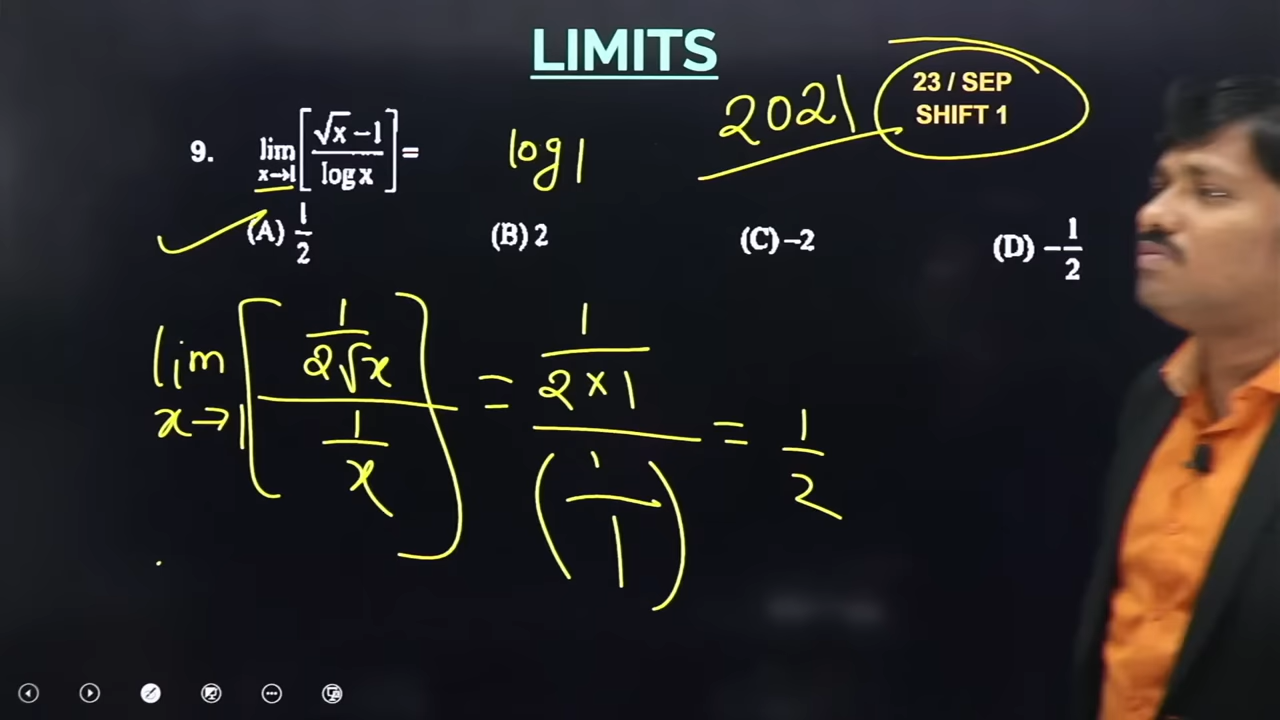 LIMITS
2021
23 / SEP
SHIFT 1
9. lim x→1 [ (√x −1) / (log x) ] =
log 1
(A) 1/2
(B) 2
(C) −2
(D) −1/2
lim x→1 [ (1 / (2√x)) / (1 / x) ] = (1 / (2 × 1)) / (1 / 1) = 1/2